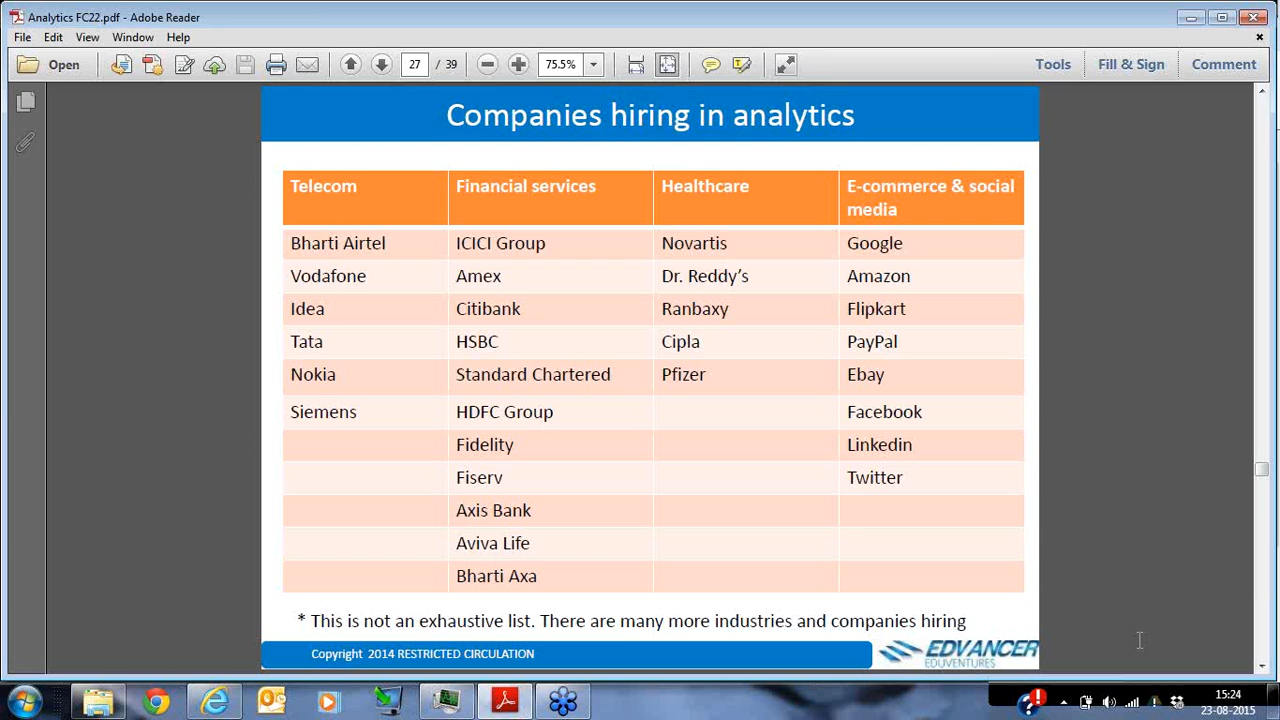 Analytics FC22.pdf - Adobe Reader
File Edit View Window Help
Open 27 / 39 75.5% Tools Fill & Sign Comment
Companies hiring in analytics
Telecom Financial services Healthcare E-commerce & social
media
Bharti Airtel ICICI Group Novartis Google
Vodafone Amex Dr. Reddy's Amazon
Idea Citibank Ranbaxy Flipkart
Tata HSBC Cipla PayPal
Nokia Standard Chartered Pfizer Ebay
Siemens HDFC Group Facebook
Fidelity Linkedin
Fiserv Twitter
Axis Bank
Aviva Life
Bharti Axa
* This is not an exhaustive list. There are many more industries and companies hiring
Copyright 2014 RESTRICTED CIRCULATION
EDVANCER
EDUVENTURES
15:24
23-08-2015